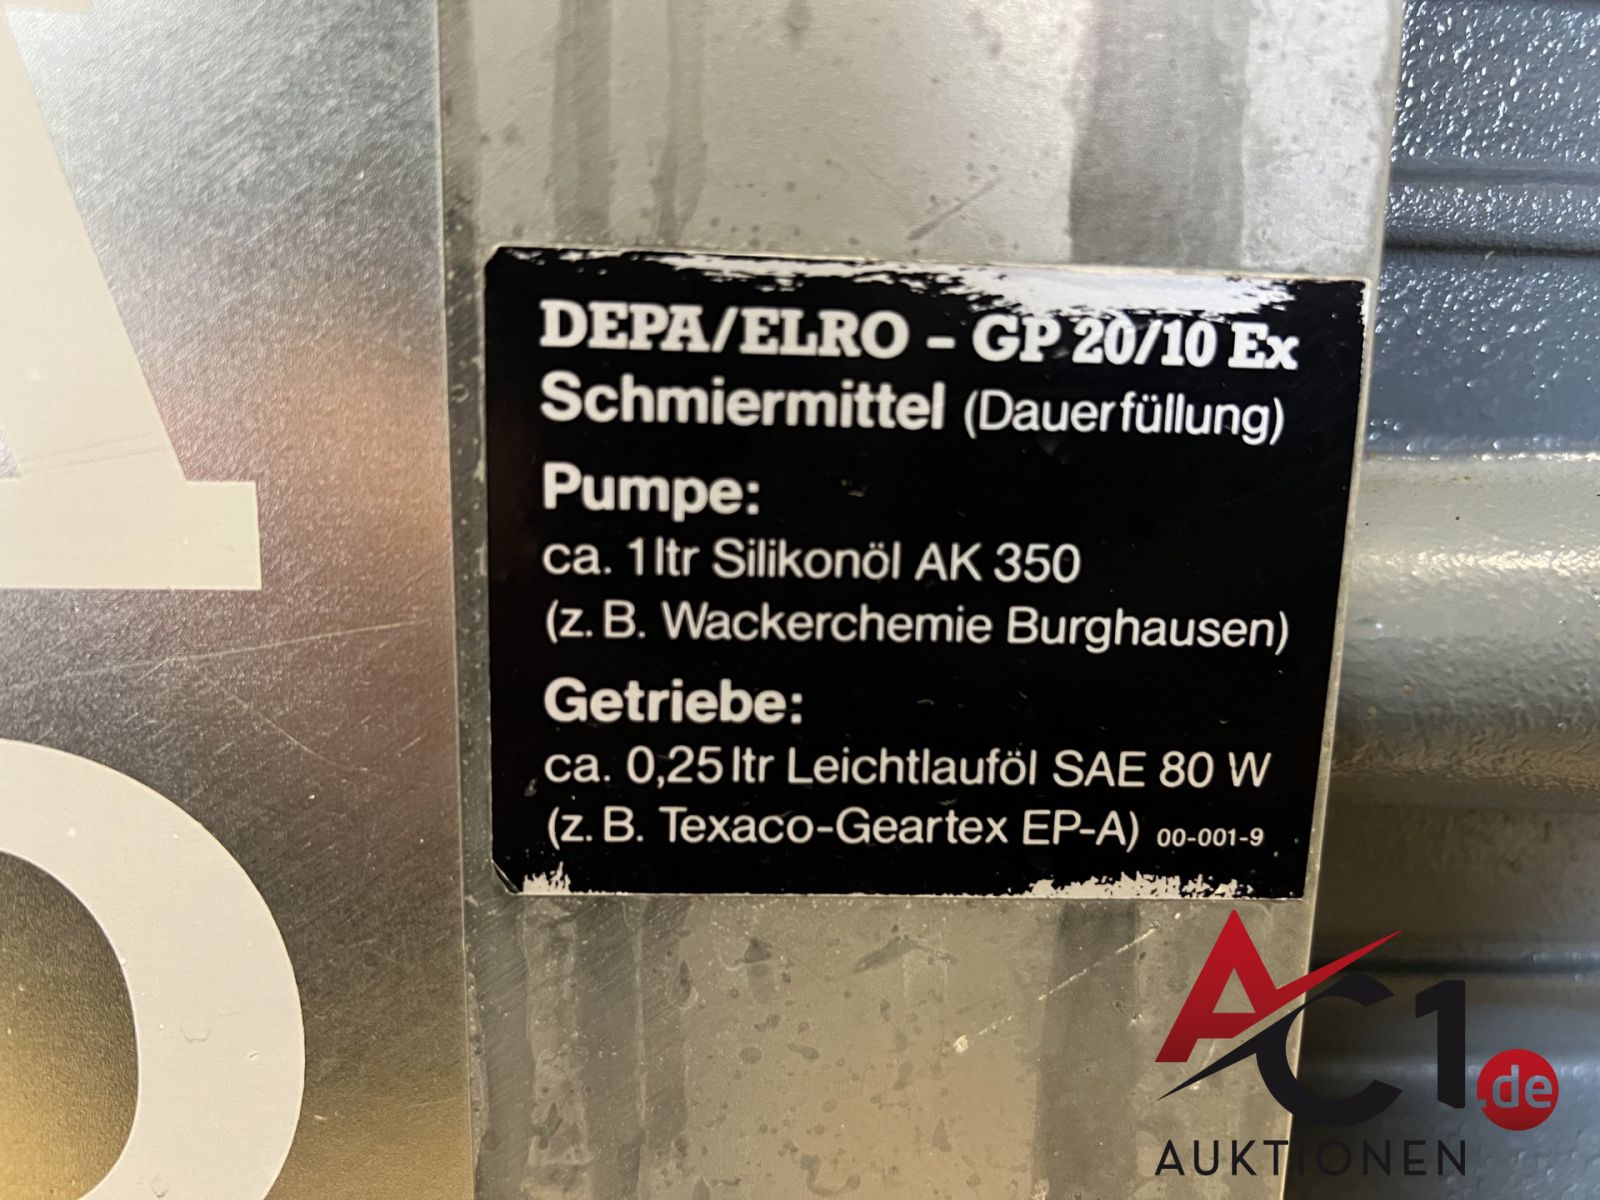 DEPA/ELRO – GP 20/10 Ex
Schmiermittel (Dauerfüllung)
Pumpe:
ca. 1 ltr Silikonöl AK 350
(z. B. Wackerchemie Burghausen)
Getriebe:
ca. 0,25 ltr Leichtlauföl SAE 80 W
(z. B. Texaco-Geartex EP-A) 00-001-9
AC1.de
AUKTIONEN